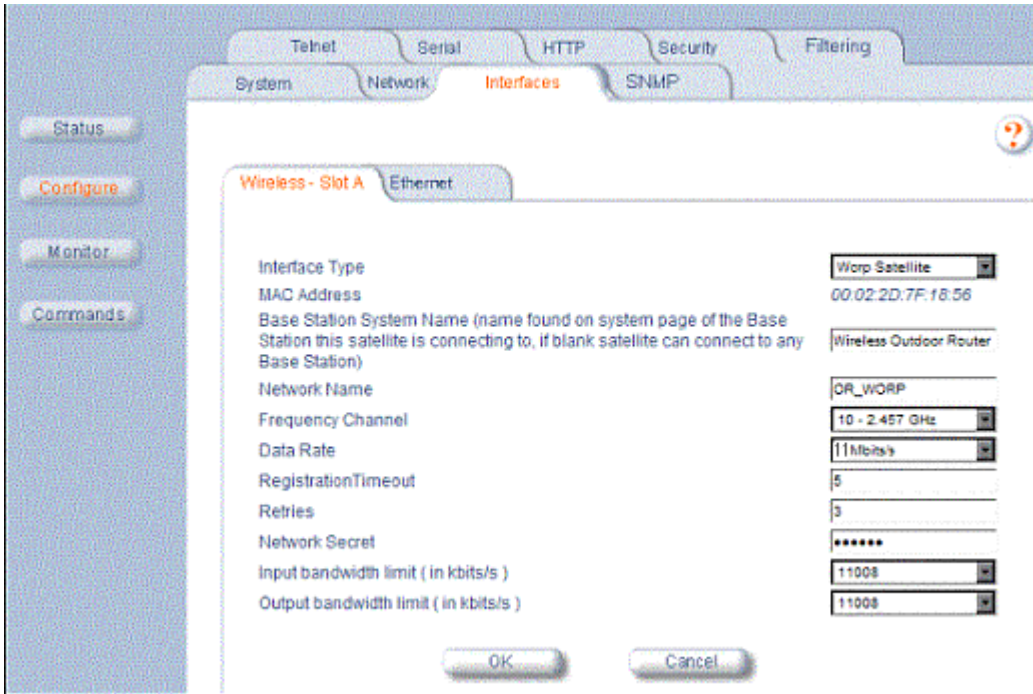 Telnet Serial HTTP Security Filtering
System Network Interfaces SNMP
Status
?
Configure
Wireless - Slot A Ethernet
Monitor
Commands
Interface Type Worp Satellite
MAC Address 00:02:2D:7F:18:56
Base Station System Name (name found on system page of the Base
Station this satellite is connecting to, if blank satellite can connect to any
Base Station)
Wireless Outdoor Router
Network Name OR_WORP
Frequency Channel 10 - 2.457 GHz
Data Rate 11Mbits/s
RegistrationTimeout 5
Retries 3
Network Secret ••••••
Input bandwidth limit ( in kbits/s ) 11008
Output bandwidth limit ( in kbits/s ) 11008
OK Cancel